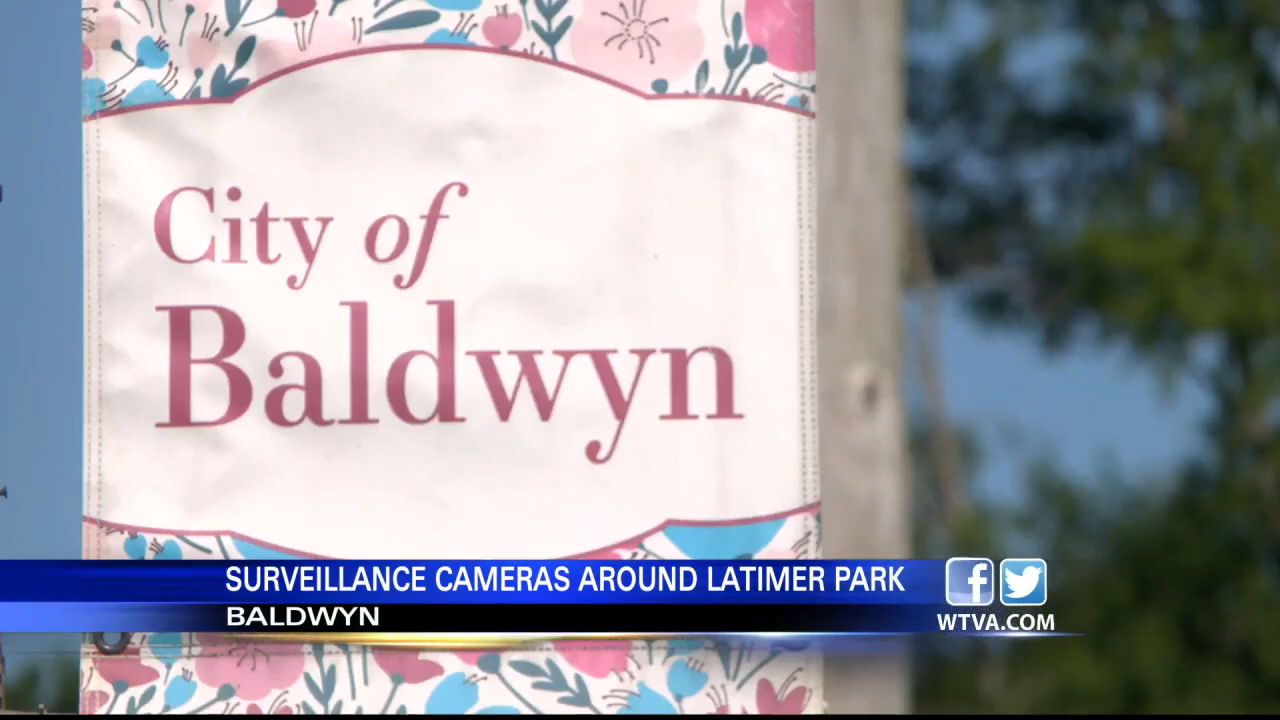 City of
Baldwyn
SURVEILLANCE CAMERAS AROUND LATIMER PARK
BALDWYN
WTVA.COM